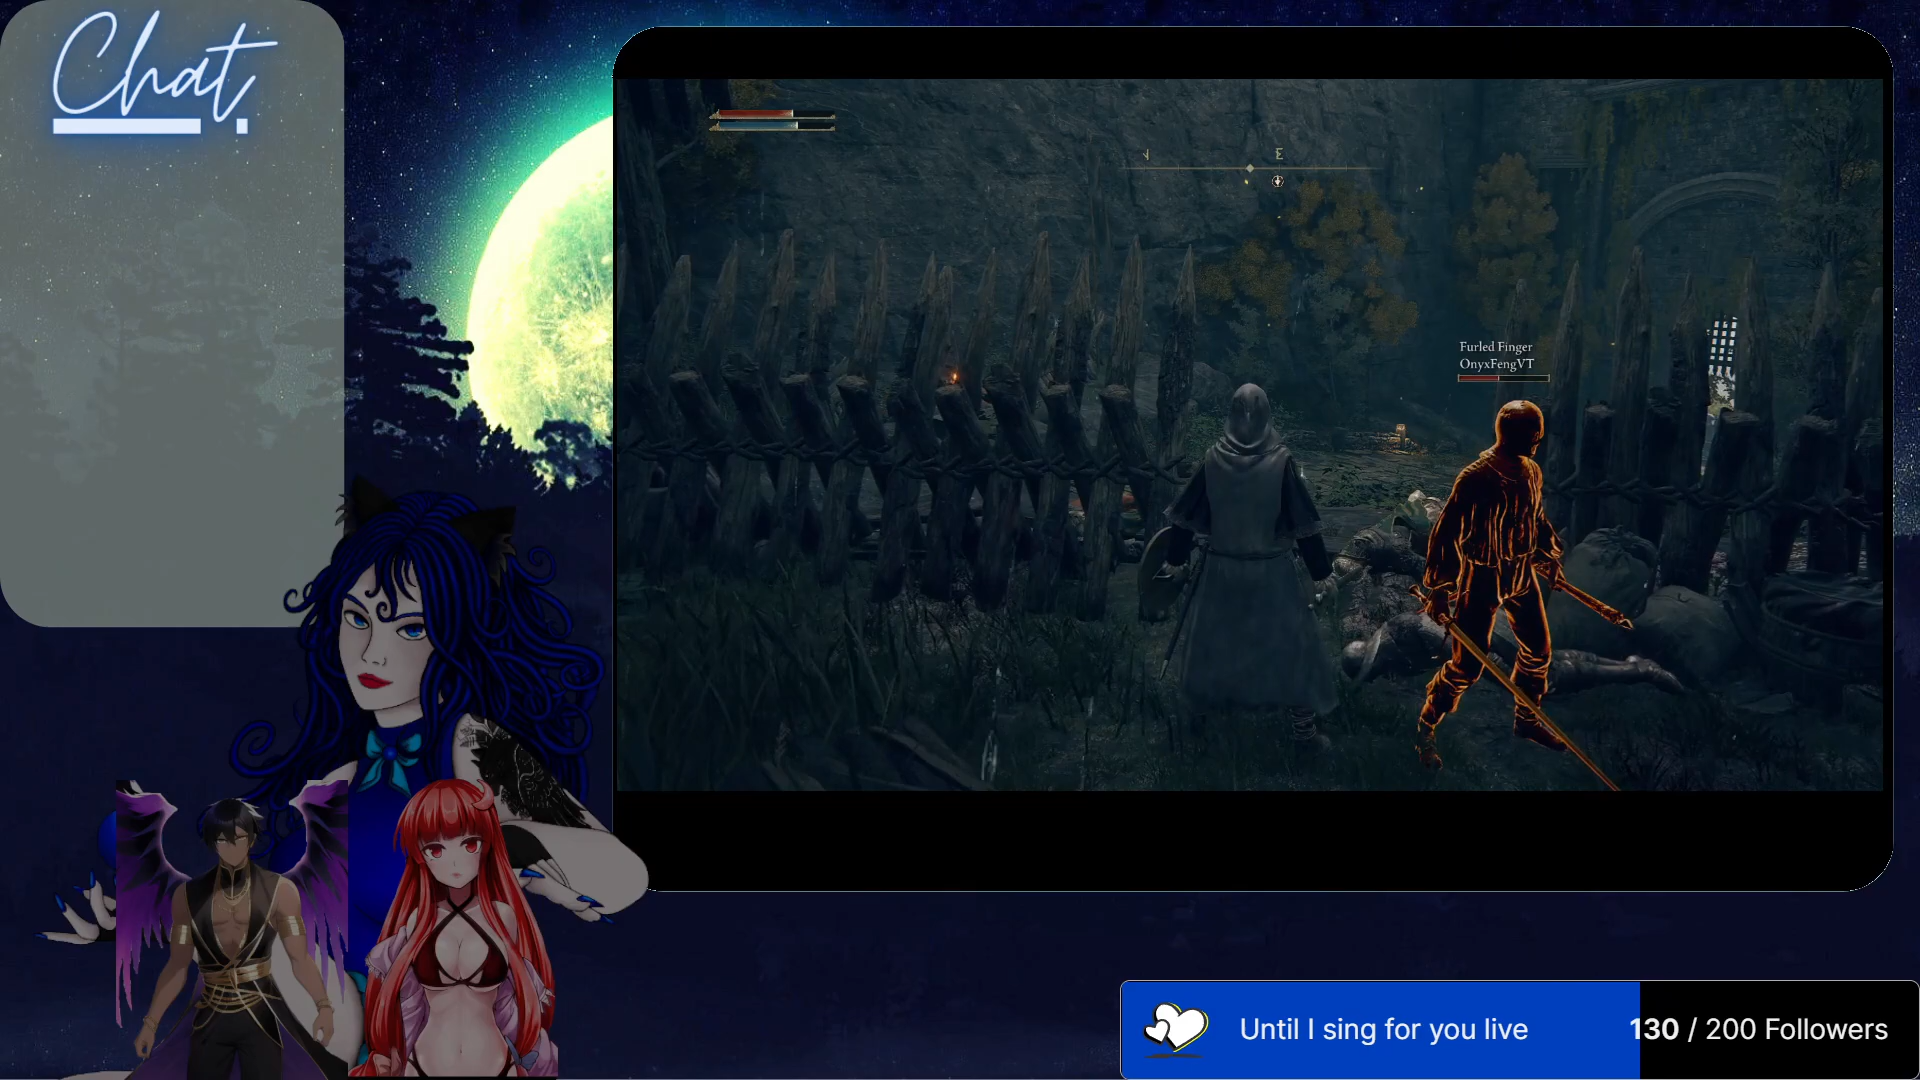 Chat
E
Furled Finger
OnyxFengVT
Until I sing for you live
130 / 200 Followers